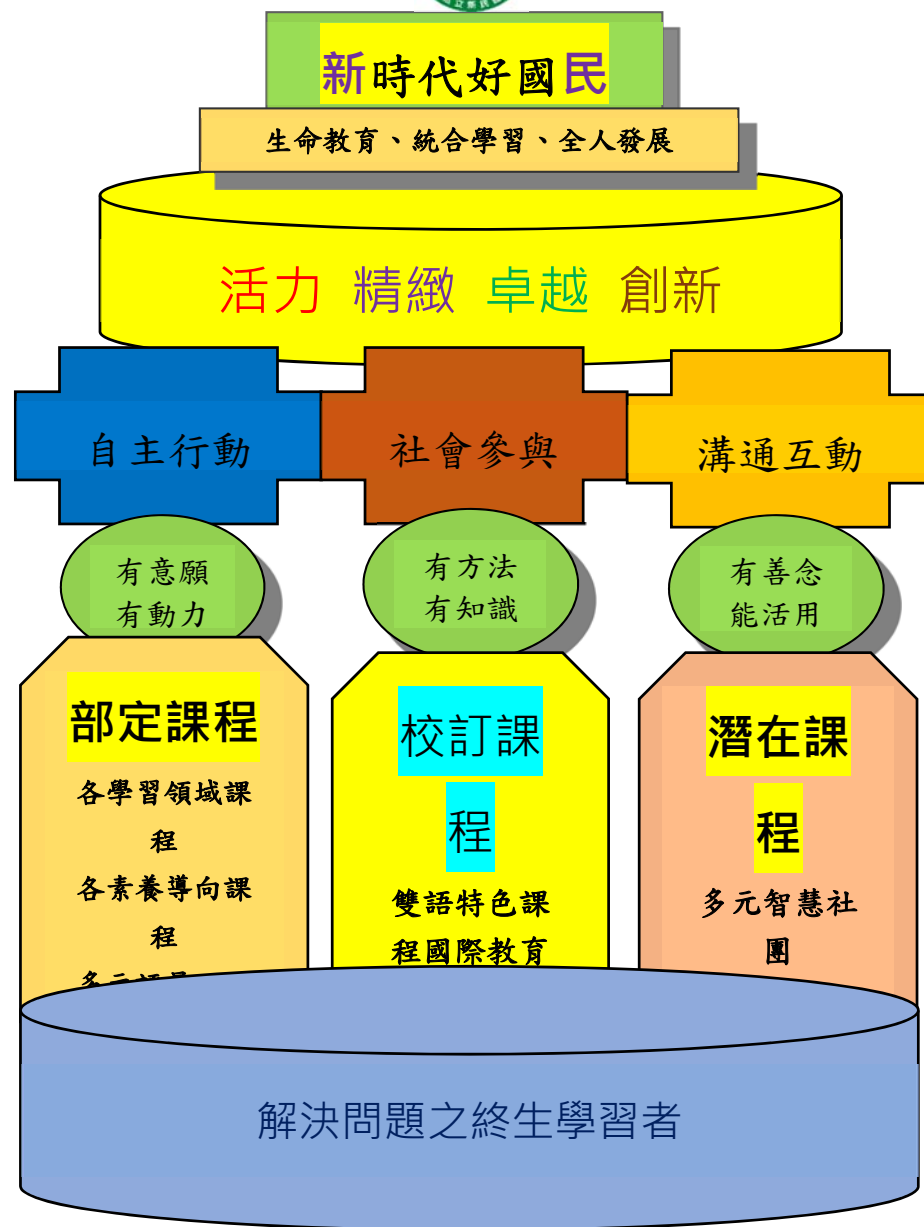 立新民國
新時代好國民
生命教育、統合學習、全人發展
活力 精緻 卓越 創新
自主行動
社會參與
溝通互動
有意願
有動力
有方法
有知識
有善念
能活用
部定課程
各學習領域課
程
各素養導向課
程
校訂課
程
雙語特色課
程國際教育
潛在課
程
多元智慧社
團
解決問題之終生學習者